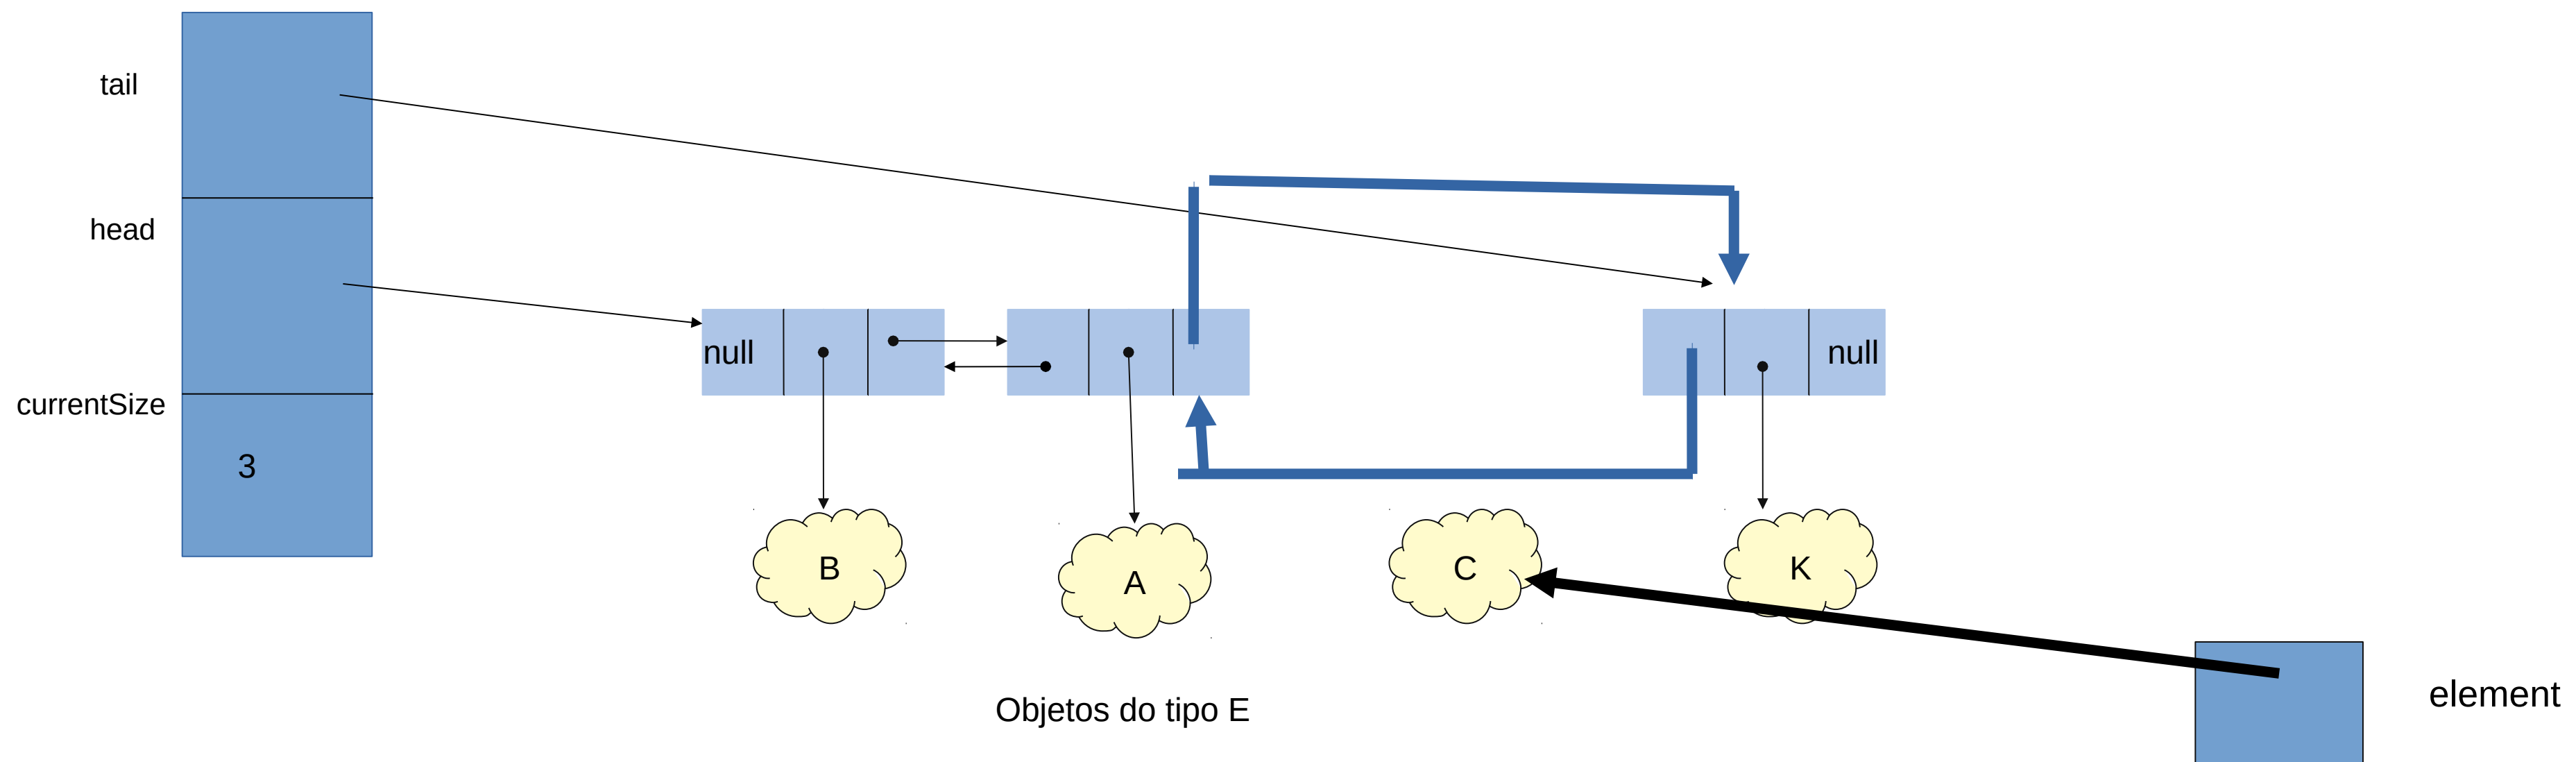 tail
head
null
null
currentSize
3
B
A
C
K
element
Objetos do tipo E